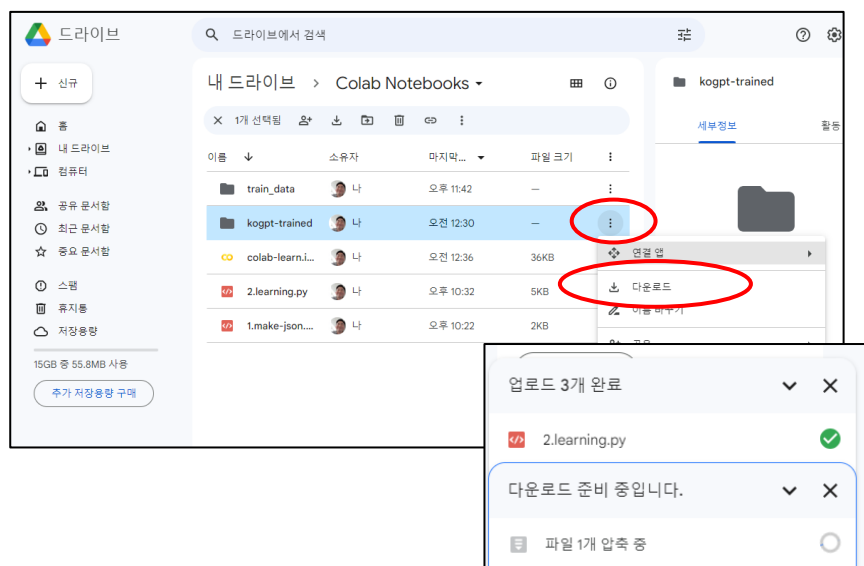 드라이브
드라이브에서 검색
신규
홈
내 드라이브
컴퓨터
공유 문서함
최근 문서함
중요 문서함
스팸
휴지통
저장용량
15GB 중 55.8MB 사용
추가 저장용량 구매
내 드라이브 > Colab Notebooks
1개 선택됨
이름 소유자 마지막... 파일 크기
train_data 나 오후 11:42 —
kogpt-trained 나 오전 12:30 —
colab-learn.i... 나 오전 12:36 36KB
2.learning.py 나 오후 10:32 5KB
1.make-json.... 나 오후 10:22 2KB
kogpt-trained
세부정보 활동
연결 앱
다운로드
이름 바꾸기
업로드 3개 완료
2.learning.py
다운로드 준비 중입니다.
파일 1개 압축 중